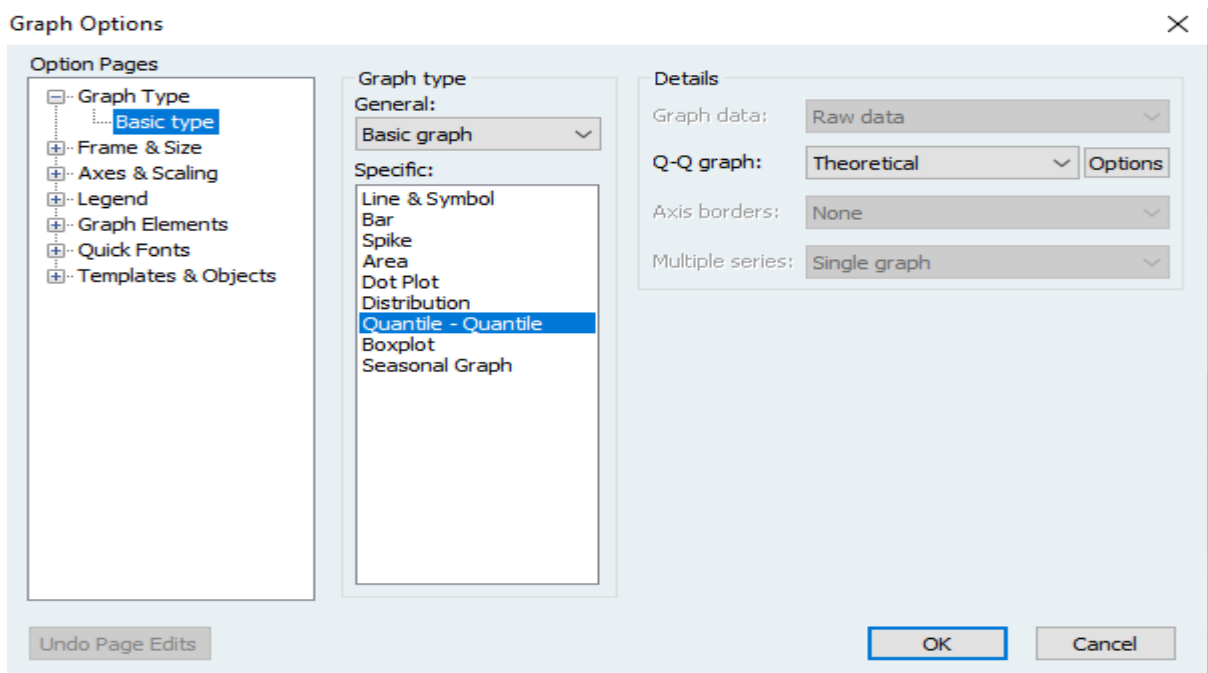 Graph Options
Option Pages
Graph Type
Basic type
Frame & Size
Axes & Scaling
Legend
Graph Elements
Quick Fonts
Templates & Objects
Graph type
General:
Basic graph
Specific:
Line & Symbol
Bar
Spike
Area
Dot Plot
Distribution
Quantile - Quantile
Boxplot
Seasonal Graph
Details
Graph data: Raw data
Q-Q graph: Theoretical Options
Axis borders: None
Multiple series: Single graph
Undo Page Edits
OK
Cancel